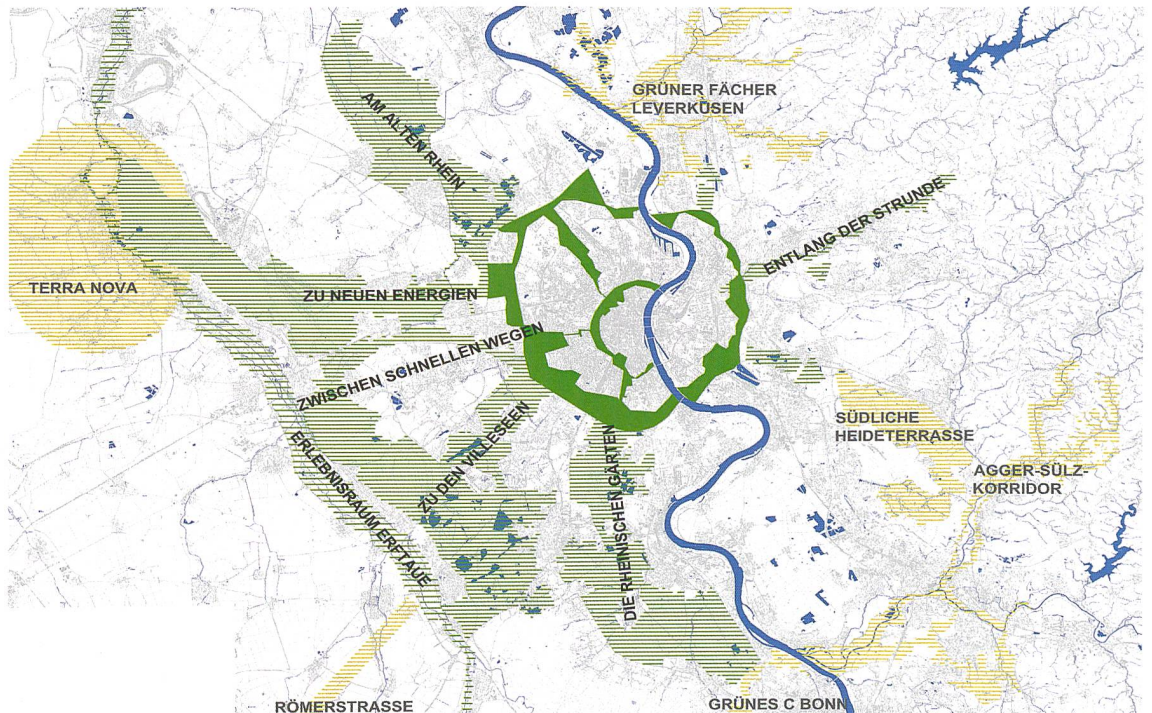 GRÜNER FÄCHER
LEVERKUSEN
AM ALTEN RHEIN
ENTLANG DER STRUNDE
TERRA NOVA
ZU NEUEN ENERGIEN
ZWISCHEN SCHNELLEN WEGEN
SÜDLICHE
HEIDETERRASSE
ERLEBNISRAUM ERFTAUE
ZU DEN VILLESEEN
DIE RHEINISCHEN GÄRTEN
AGGER-SÜLZ-
KORRIDOR
RÖMERSTRASSE
GRÜNES C BONN